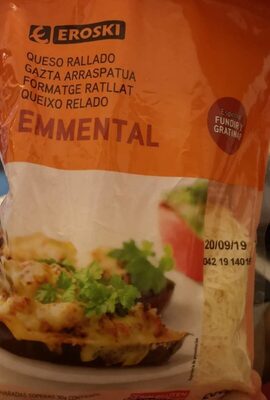 EROSKI
QUESO RALLADO
GAZTA ARRASPATUA
FORMATGE RATLLAT
QUEIXO RELADO
EMMENTAL
FUNDIR Y
GRATINAR
20/09/19